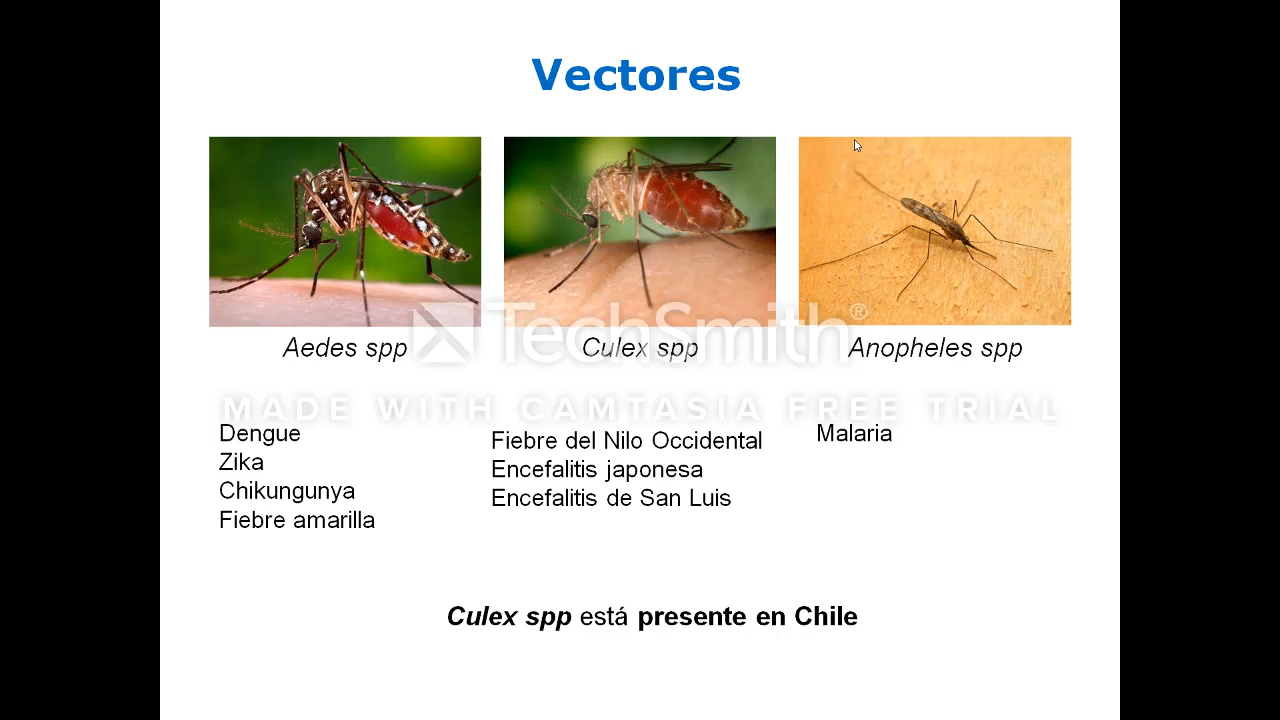 Vectores
Aedes spp
Culex spp
Anopheles spp
TechSmith®
MADE WITH CAMTASIA FREE TRIAL
Dengue
Zika
Chikungunya
Fiebre amarilla
Fiebre del Nilo Occidental
Encefalitis japonesa
Encefalitis de San Luis
Malaria
Culex spp está presente en Chile